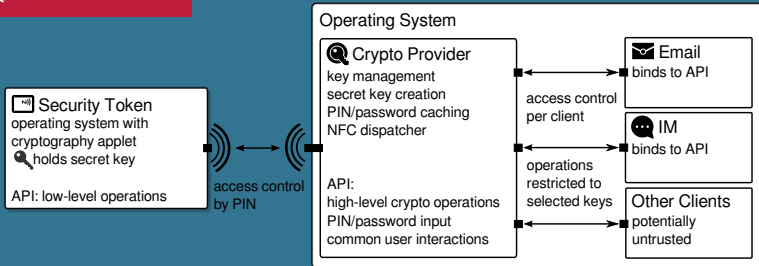 Operating System
Security Token
operating system with
cryptography applet
holds secret key
API: low-level operations
access control
by PIN
Crypto Provider
key management
secret key creation
PIN/password caching
NFC dispatcher
API:
high-level crypto operations
PIN/password input
common user interactions
access control
per client
operations
restricted to
selected keys
Email
binds to API
IM
binds to API
Other Clients
potentially
untrusted